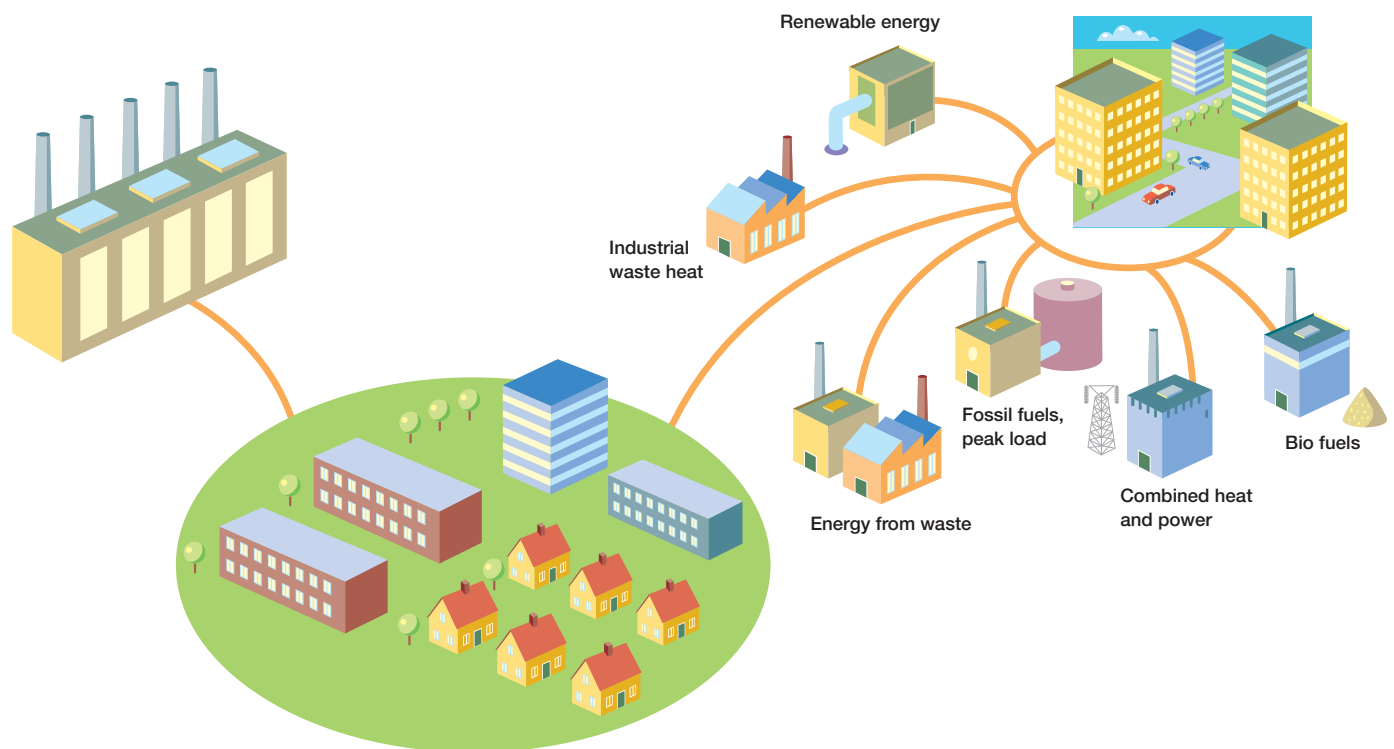 Renewable energy
Industrial
waste heat
Fossil fuels,
peak load
Bio fuels
Combined heat
and power
Energy from waste